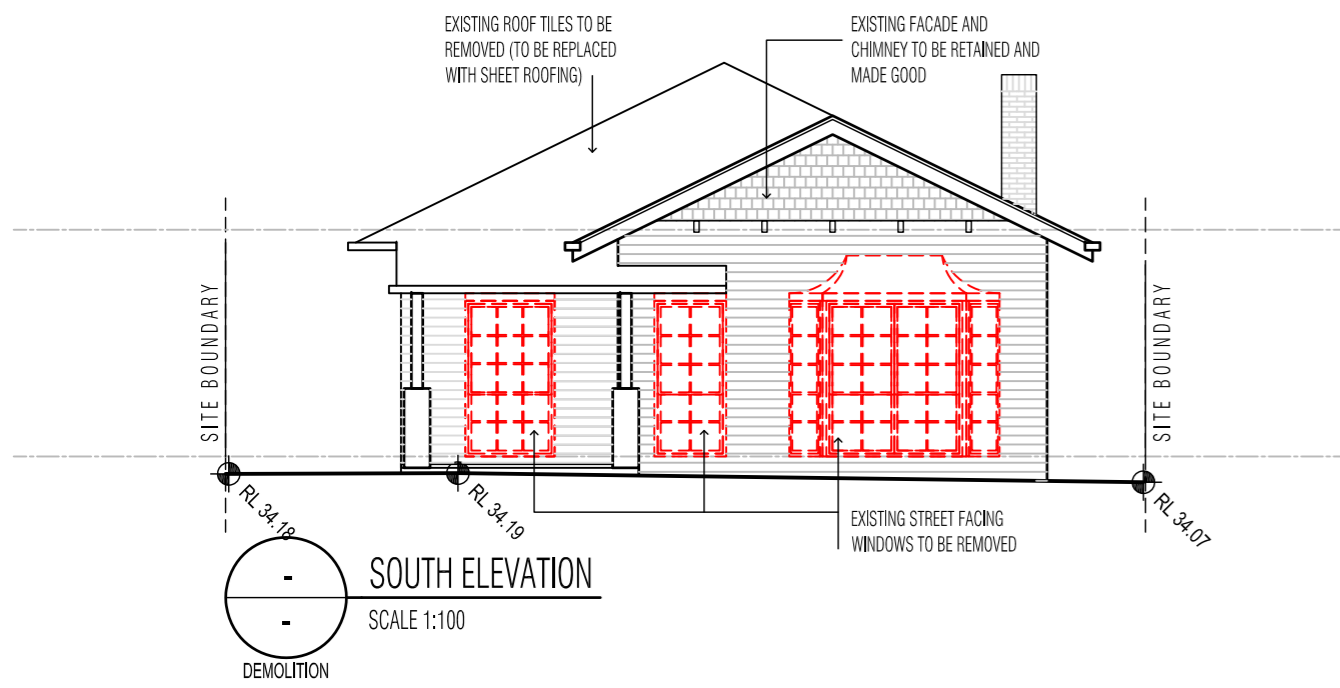 EXISTING ROOF TILES TO BE
REMOVED (TO BE REPLACED
WITH SHEET ROOFING)
EXISTING FACADE AND
CHIMNEY TO BE RETAINED AND
MADE GOOD
SITE BOUNDARY
SITE BOUNDARY
RL 34.18
RL 34.19
RL 34.07
EXISTING STREET FACING
WINDOWS TO BE REMOVED
-
-
SOUTH ELEVATION
SCALE 1:100
DEMOLITION